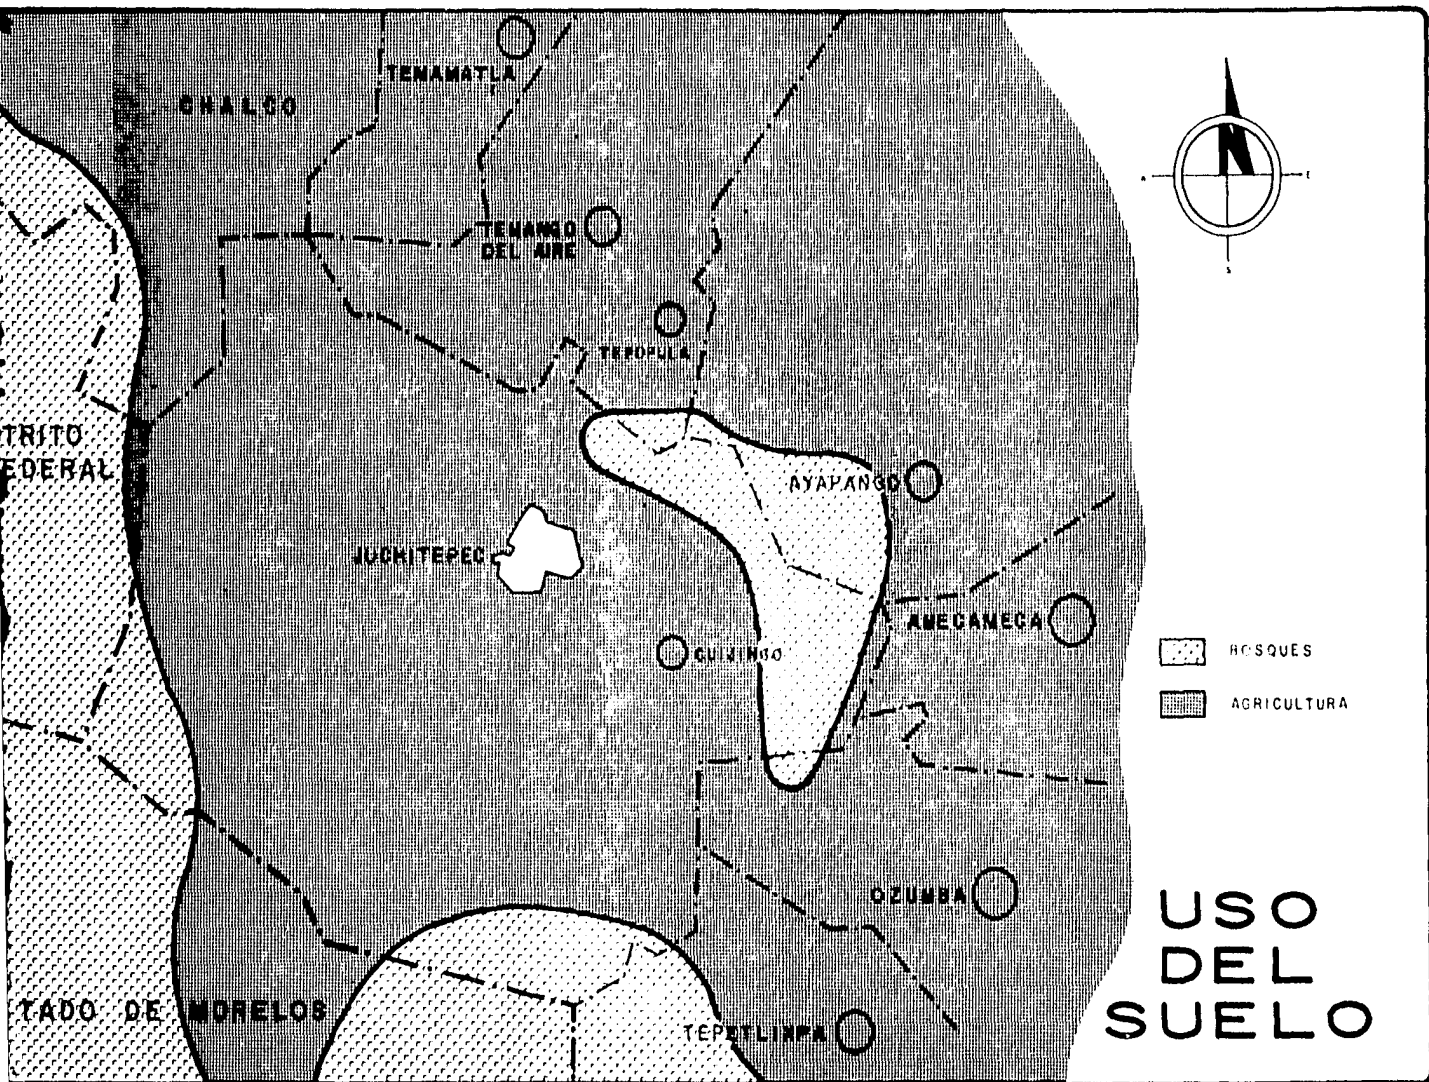 TEMAMATLA
CHALCO
N
A
E
S
TENANGO
DEL AIRE
TEPOPULA
TRITO
EDERAL
AYAPANGO
JUCHITEPEC
AMECAMECA
CUIJINGO
BOSQUES
AGRICULTURA
OZUMBA
USO
DEL
SUELO
TADO DE MORELOS
TEPETLIXPA